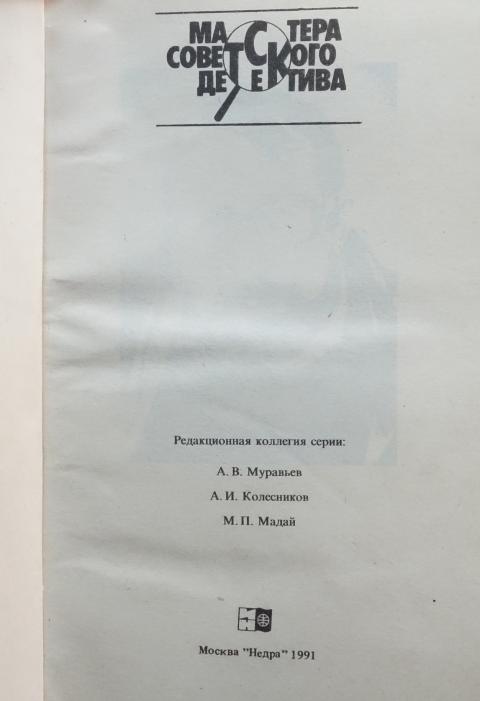 МАСТЕРА
СОВЕТСКОГО
ДЕТЕКТИВА
Редакционная коллегия серии:
А. В. Муравьев
А. И. Колесников
М. П. Мадай
Москва "Недра" 1991